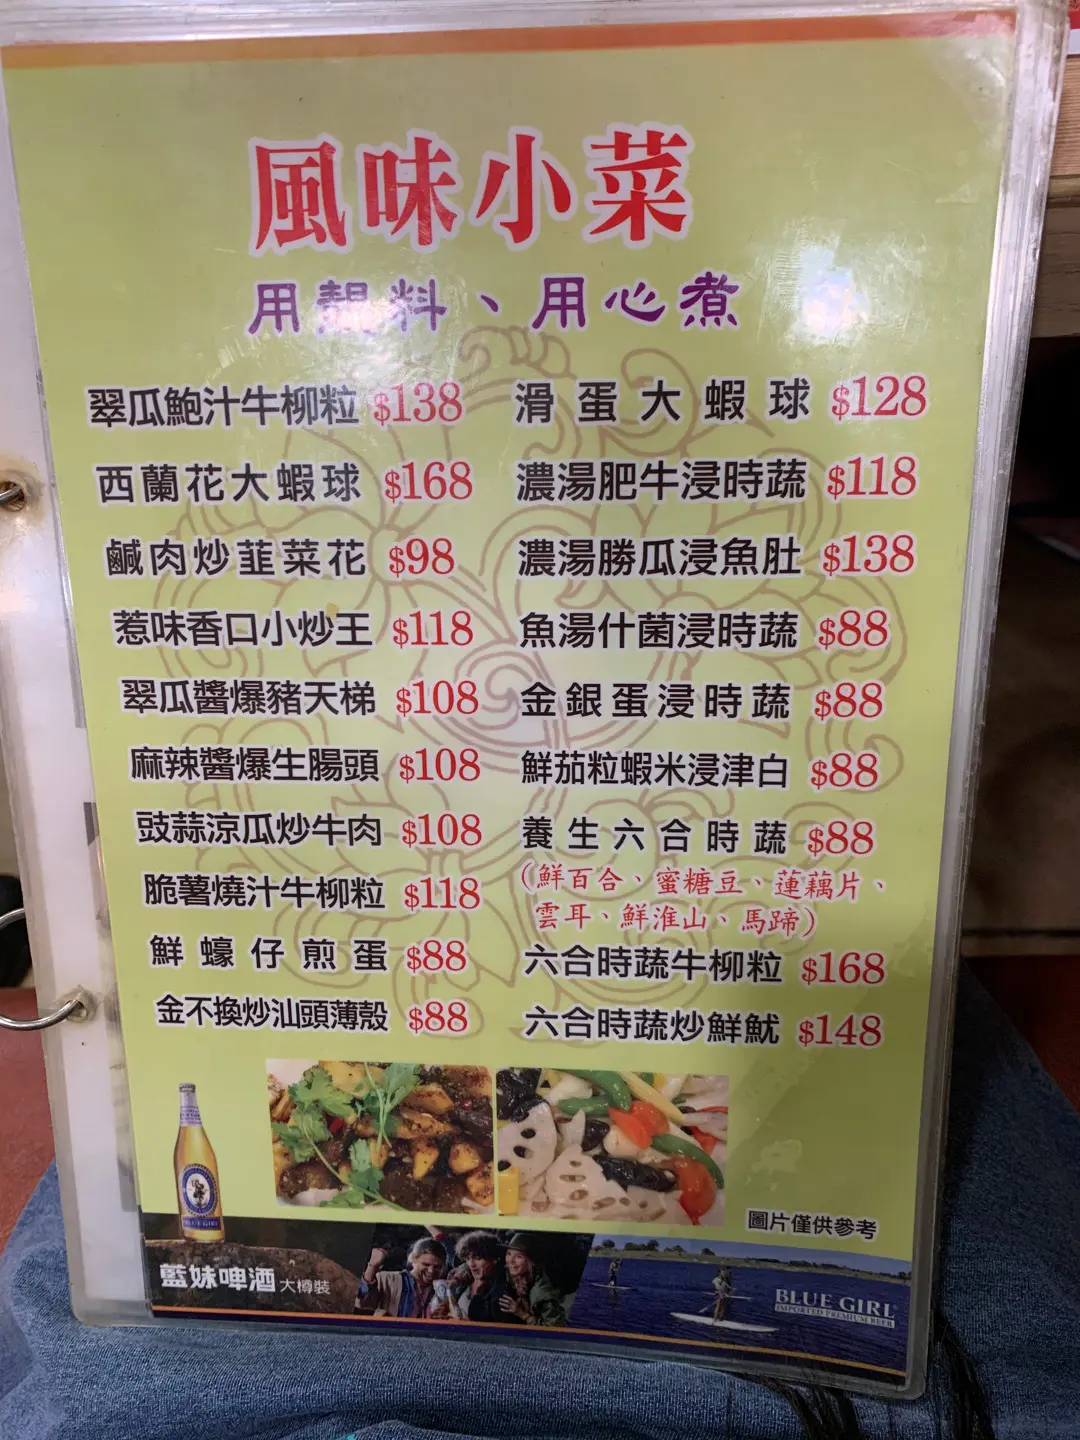 風味小菜
用靚料、用心煮
翠瓜鮑汁牛柳粒 $138
西蘭花大蝦球 $168
鹹肉炒韮菜花 $98
惹味香口小炒王 $118
翠瓜醬爆豬天梯 $108
麻辣醬爆生腸頭 $108
豉蒜涼瓜炒牛肉 $108
脆薯燒汁牛柳粒 $118
鮮蠔仔煎蛋 $88
金不換炒汕頭薄殼 $88
滑蛋大蝦球 $128
濃湯肥牛浸時蔬 $118
濃湯勝瓜浸魚肚 $138
魚湯什菌浸時蔬 $88
金銀蛋浸時蔬 $88
鮮茄粒蝦米浸津白 $88
養生六合時蔬 $88
(鮮百合、蜜糖豆、蓮藕片、
雲耳、鮮淮山、馬蹄)
六合時蔬牛柳粒 $168
六合時蔬炒鮮魷 $148
圖片僅供參考
BLUE GIRL
藍妹啤酒 大樽裝
BLUE GIRL
IMPORTED PREMIUM BEER